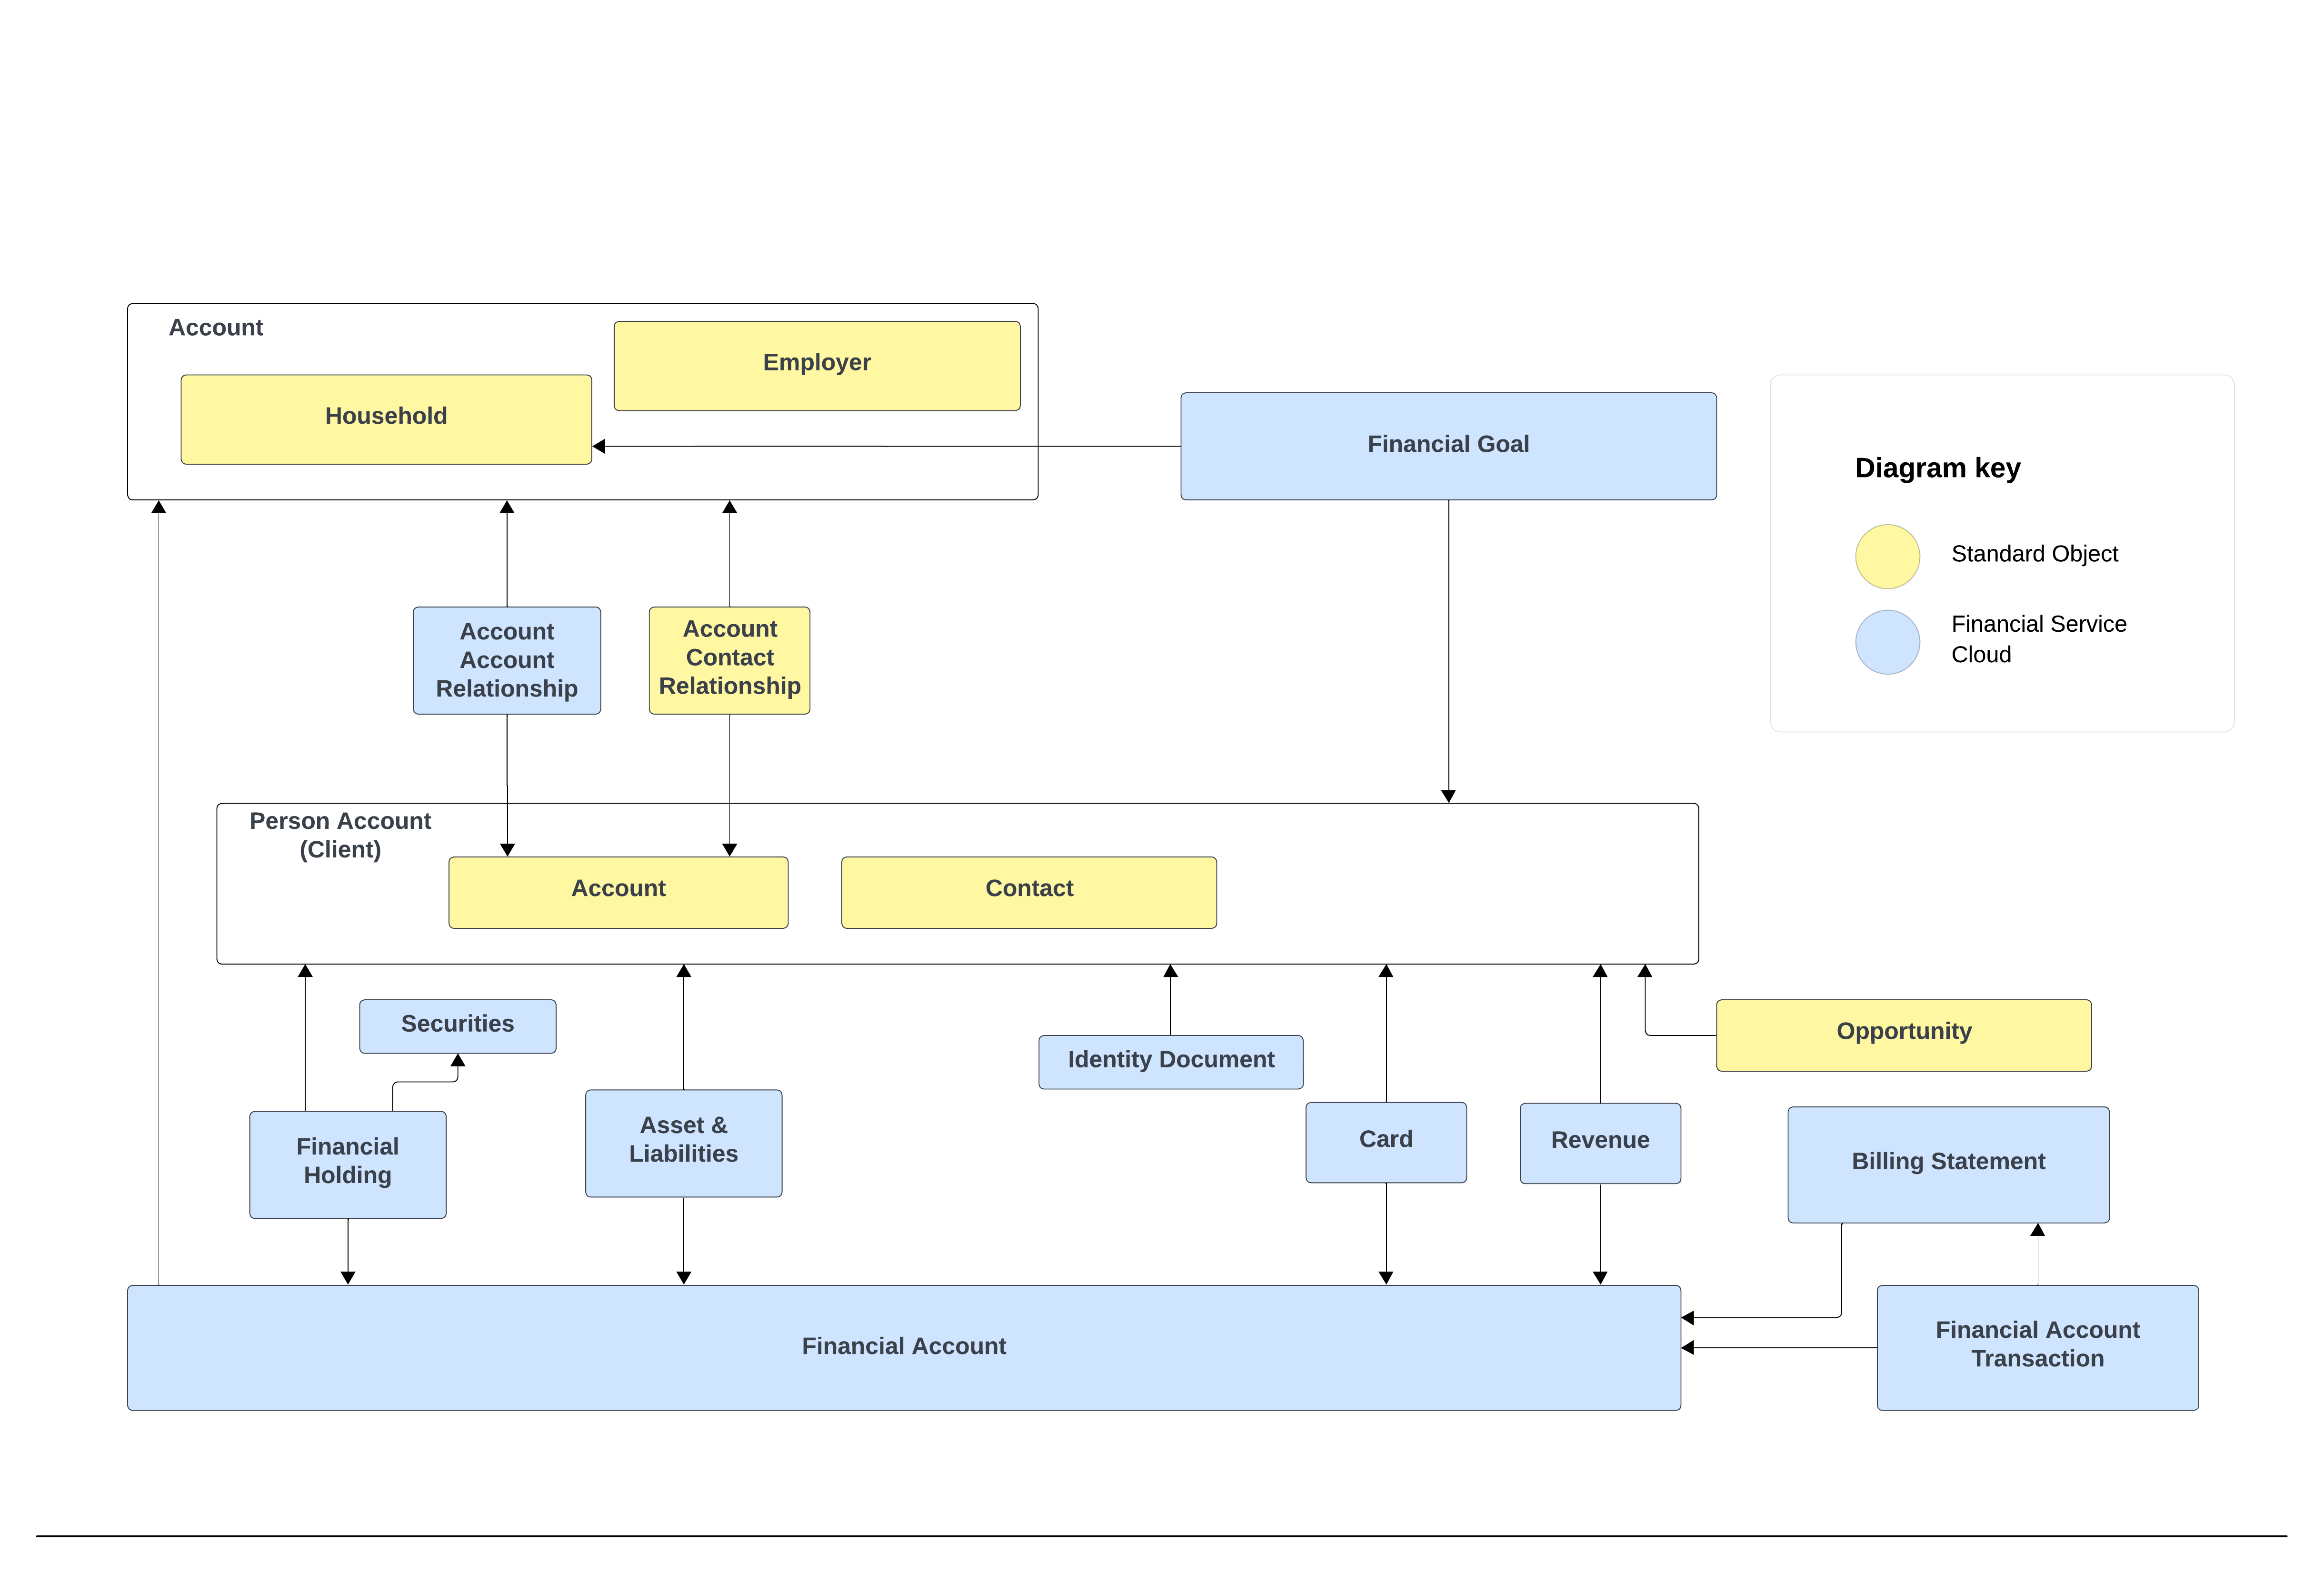 Account
Employer
Household
Financial Goal
Diagram key
Standard Object
Financial Service
Cloud
Account
Account
Relationship
Account
Contact
Relationship
Person Account
(Client)
Account
Contact
Securities
Identity Document
Opportunity
Financial
Holding
Asset &
Liabilities
Card
Revenue
Billing Statement
Financial Account
Financial Account
Transaction